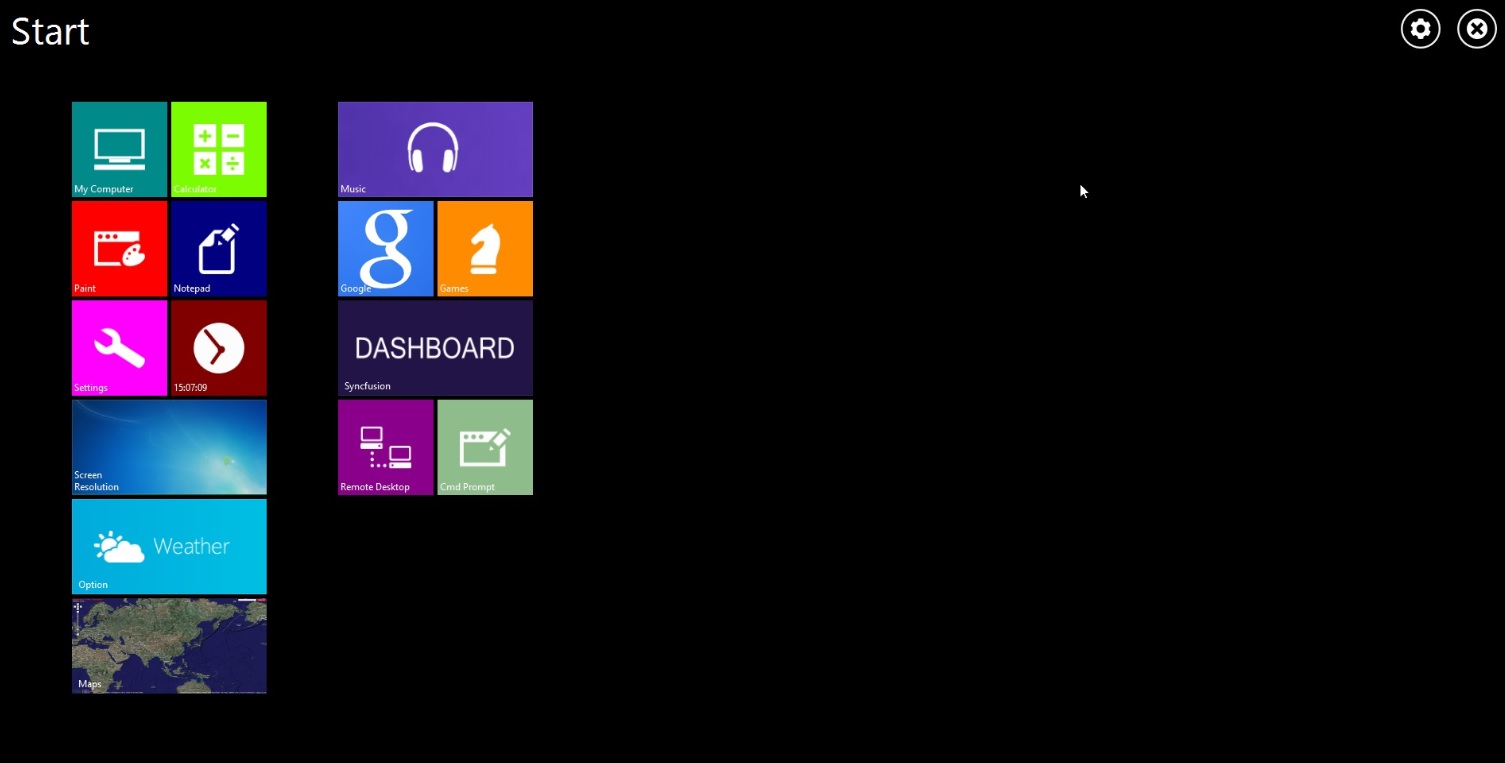 Start
My Computer
Calculator
Paint
Notepad
Settings
15:07:09
Screen
Resolution
Weather
Option
Maps
Music
g
Google
Games
DASHBOARD
Syncfusion
Remote Desktop
Cmd Prompt